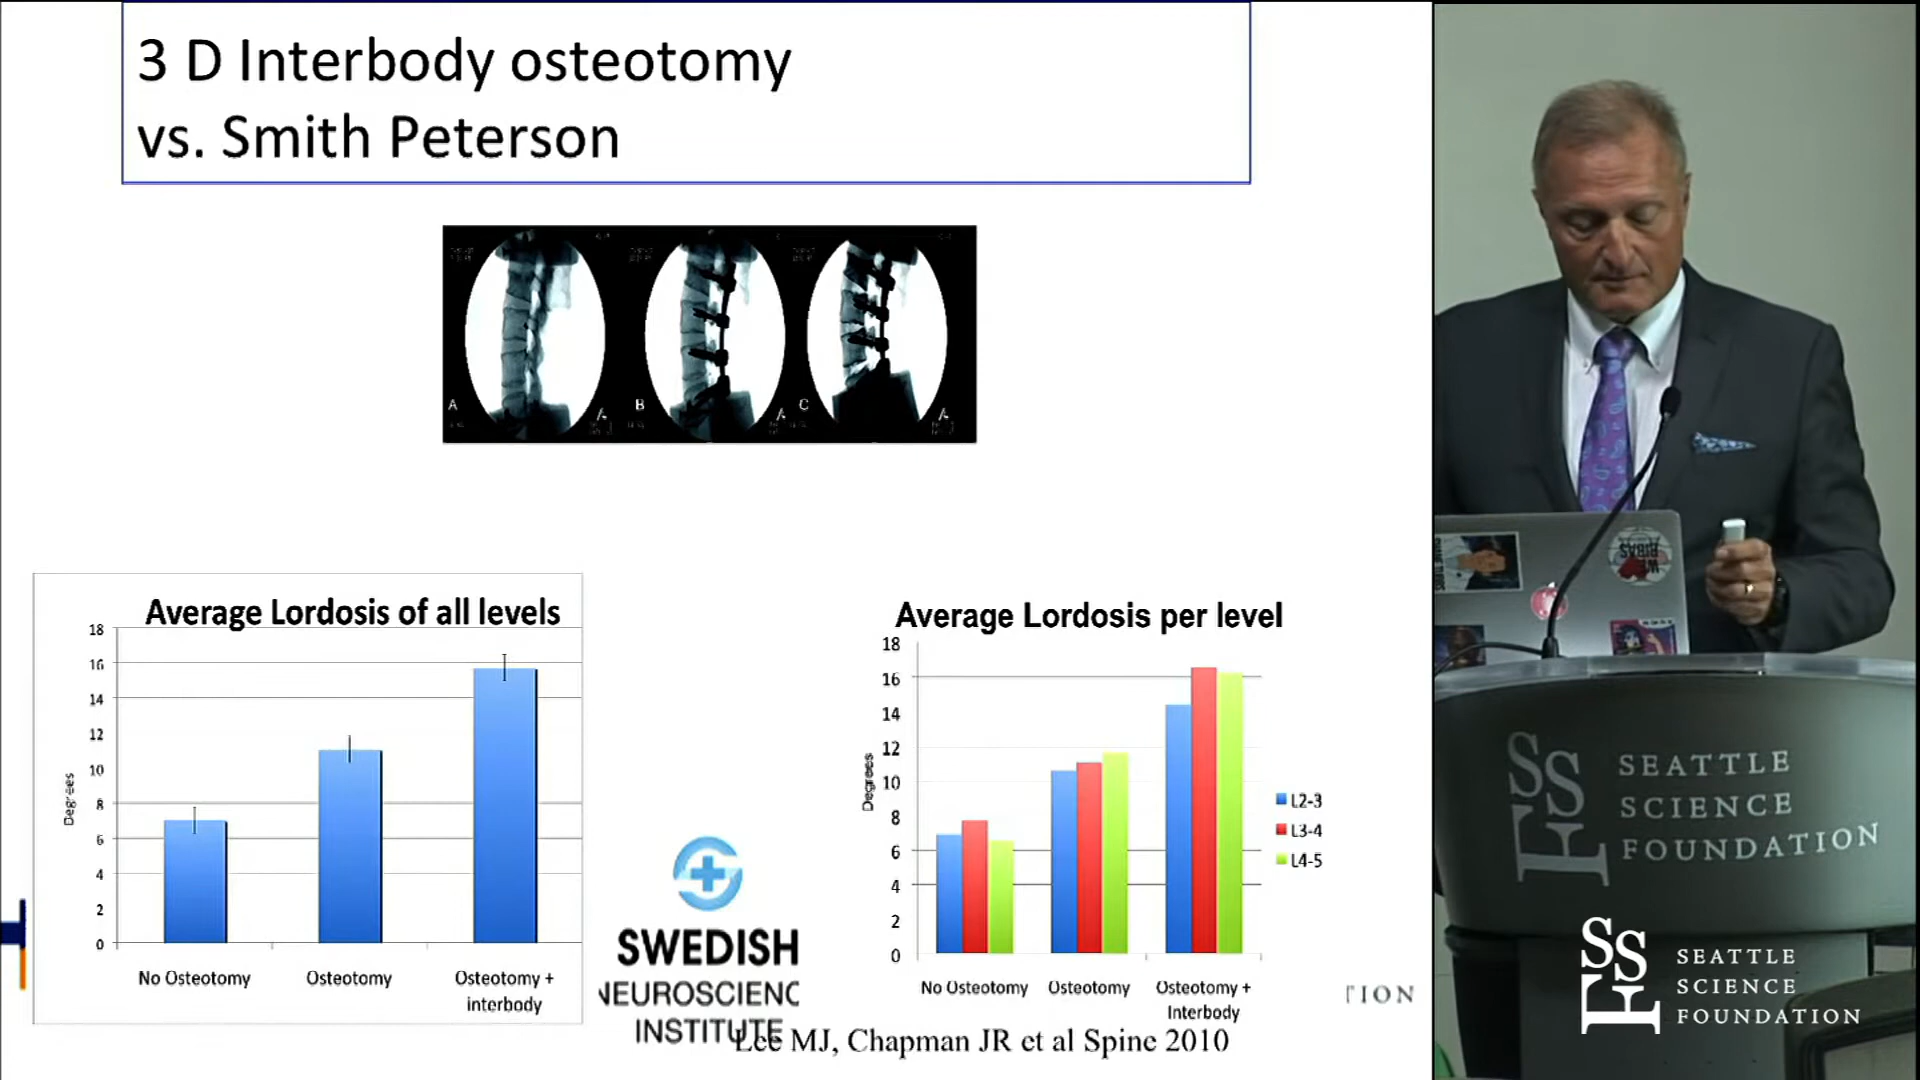 3 D Interbody osteotomy
vs. Smith Peterson
A
B
C
Average Lordosis of all levels
18
16
14
12
10
8
6
4
2
0
Degrees
No Osteotomy
Osteotomy
Osteotomy +
interbody
SWEDISH
NEUROSCIENC
INSTITUTE
Average Lordosis per level
18
16
14
12
10
8
6
4
2
0
Degrees
No Osteotomy
Osteotomy
Osteotomy +
Interbody
L2-3
L3-4
L4-5
Lee MJ, Chapman JR et al Spine 2010
TION
SSF
SEATTLE
SCIENCE
FOUNDATION
SSF
SEATTLE
SCIENCE
FOUNDATION